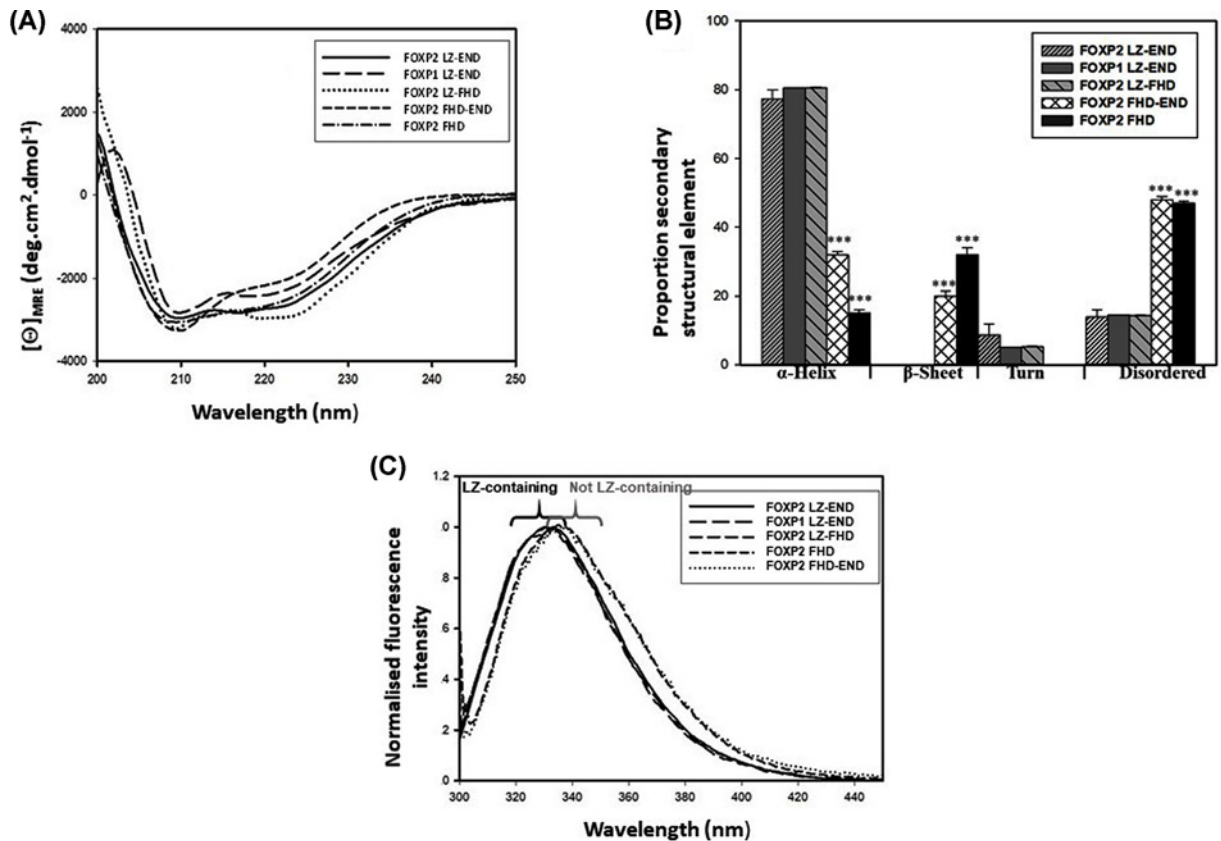 (A)
4000
2000
0
-2000
-4000
[Θ]MRE (deg.cm².dmol⁻¹)
200 210 220 230 240 250
Wavelength (nm)
FOXP2 LZ-END
FOXP1 LZ-END
FOXP2 LZ-FHD
FOXP2 FHD-END
FOXP2 FHD
(B)
80
60
40
20
0
Proportion secondary
structural element
FOXP2 LZ-END
FOXP1 LZ-END
FOXP2 LZ-FHD
FOXP2 FHD-END
FOXP2 FHD
*** *** *** *** *** ***
α-Helix β-Sheet Turn Disordered
(C)
1.2
.0
.8
.6
.4
.2
.0
Normalised fluorescence
intensity
LZ-containing Not LZ-containing
FOXP2 LZ-END
FOXP1 LZ-END
FOXP2 LZ-FHD
FOXP2 FHD
FOXP2 FHD-END
300 320 340 360 380 400 420 440
Wavelength (nm)